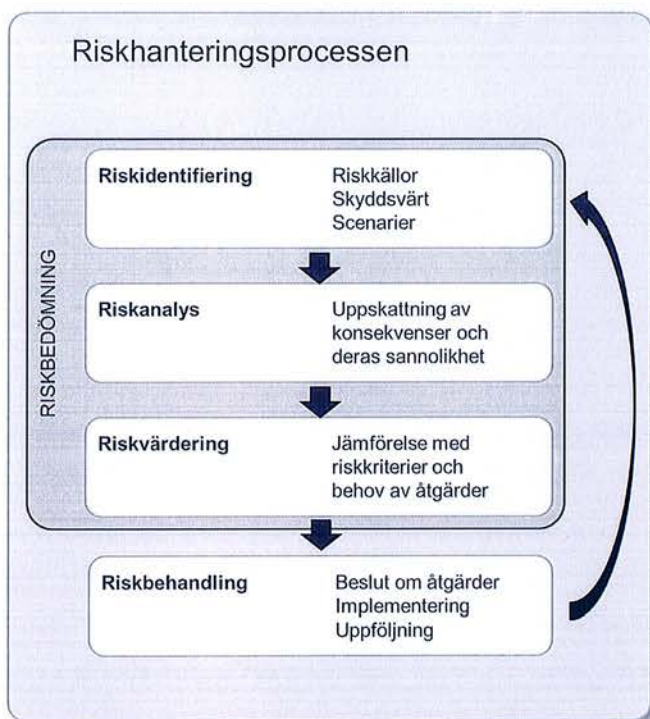 Riskhanteringsprocessen
RISKBEDÖMNING
Riskidentifiering
Riskkällor
Skyddsvärt
Scenarier
Riskanalys
Uppskattning av
konsekvenser och
deras sannolikhet
Riskvärdering
Jämförelse med
riskkriterier och
behov av åtgärder
Riskbehandling
Beslut om åtgärder
Implementering
Uppföljning